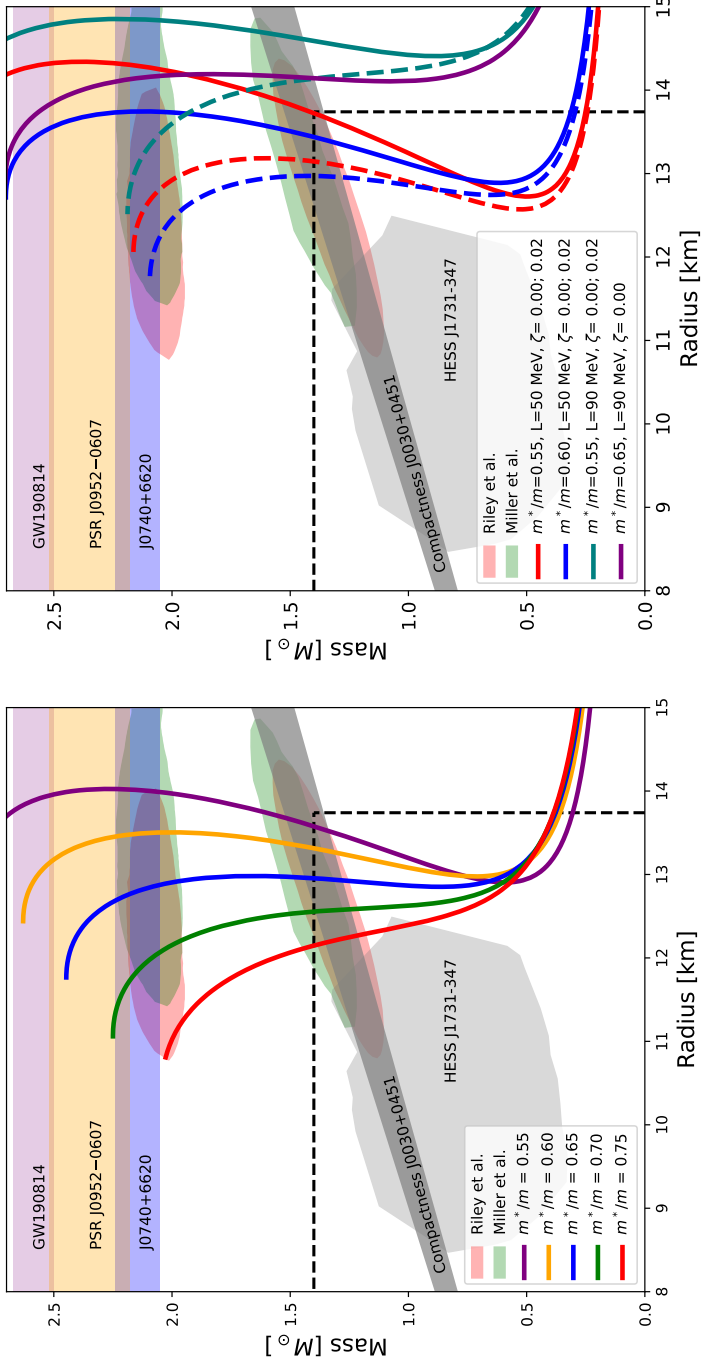 GW190814
PSR J0952−0607
J0740+6620
Compactness J0030+0451
HESS J1731-347
Riley et al.
Miller et al.
m*/m = 0.55
m*/m = 0.60
m*/m = 0.65
m*/m = 0.70
m*/m = 0.75
Mass [M⊙]
0.0
0.5
1.0
1.5
2.0
2.5
8
9
10
11
12
13
14
15
Radius [km]
GW190814
PSR J0952−0607
J0740+6620
Compactness J0030+0451
HESS J1731-347
Riley et al.
Miller et al.
m*/m=0.55, L=50 MeV, ζ= 0.00; 0.02
m*/m=0.60, L=50 MeV, ζ= 0.00; 0.02
m*/m=0.55, L=90 MeV, ζ= 0.00; 0.02
m*/m=0.65, L=90 MeV, ζ= 0.00
Mass [M⊙]
0.0
0.5
1.0
1.5
2.0
2.5
8
9
10
11
12
13
14
15
Radius [km]